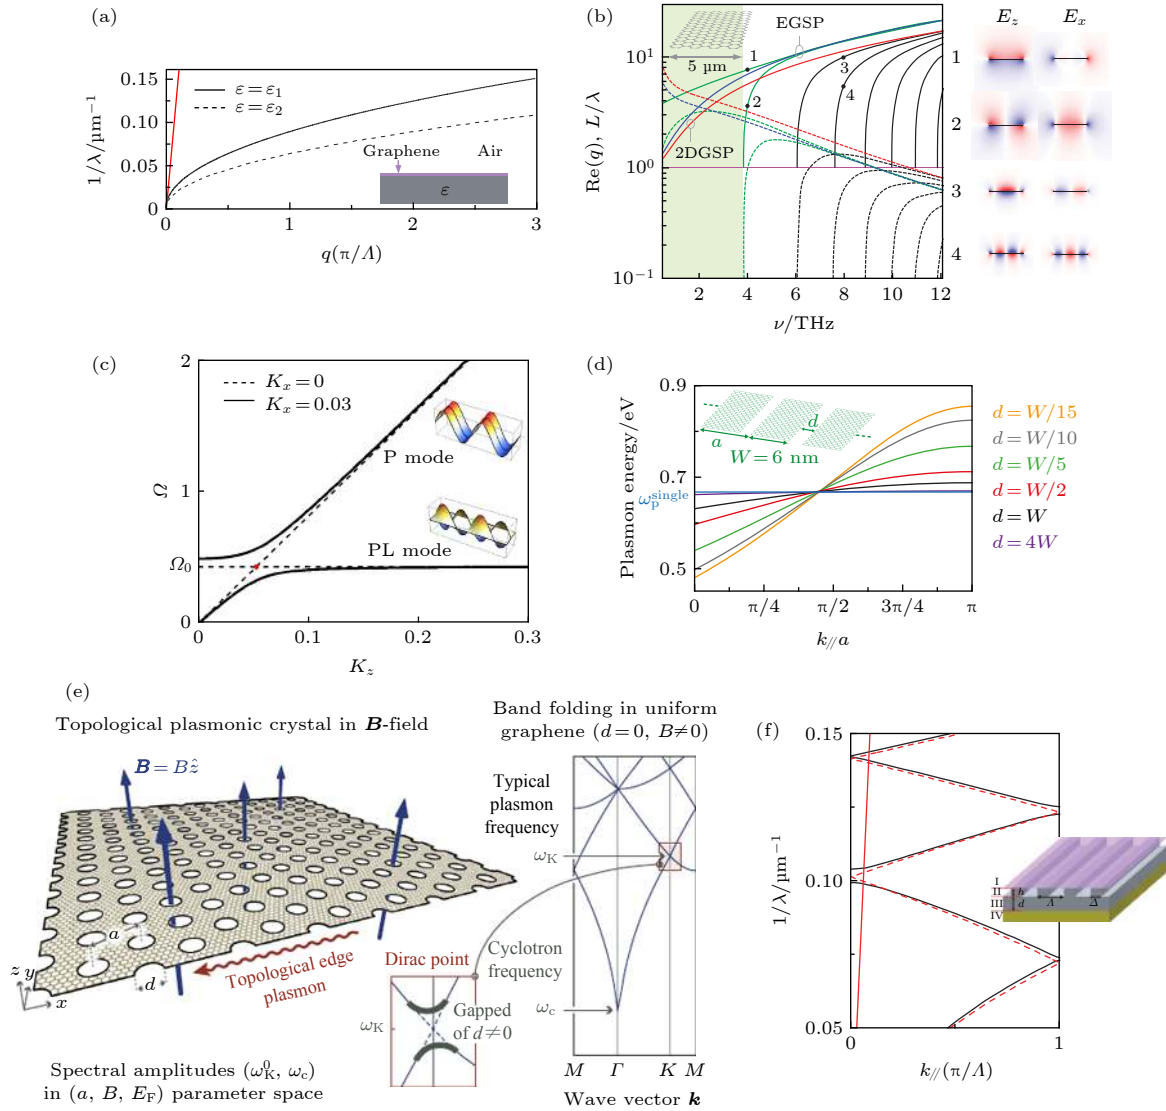 (a)
0.15
0.10
0.05
0
1/λ/μm⁻¹
ε=ε₁
ε=ε₂
Graphene
Air
ε
0
1
2
3
q(π/Λ)
(b)
10¹
10⁰
10⁻¹
Re(q), L/λ
5 μm
EGSP
2DGSP
1
2
3
4
2
4
6
8
10
12
ν/THz
E_z
E_x
1
2
3
4
(c)
2
1
Ω₀
0
Ω
K_x=0
K_x=0.03
P mode
PL mode
0
0.1
0.2
0.3
K_z
(d)
0.9
0.7
ω_p^single
0.5
Plasmon energy/eV
d
a
W=6 nm
d=W/15
d=W/10
d=W/5
d=W/2
d=W
d=4W
0
π/4
π/2
3π/4
π
k_//a
(e)
Topological plasmonic crystal in B-field
B=Bẑ
a
d
z
y
x
Topological edge
plasmon
Spectral amplitudes (ω_K^0, ω_c)
in (a, B, E_F) parameter space
Dirac point
ω_K
Gapped
of d≠0
Band folding in uniform
graphene (d=0, B≠0)
Typical
plasmon
frequency
ω_K
Cyclotron
frequency
ω_c
M
Γ
K
M
Wave vector k
(f)
0.15
0.10
0.05
1/λ/μm⁻¹
0
1
k_//(π/Λ)
I
II
III
IV
h
d
Λ
Δ